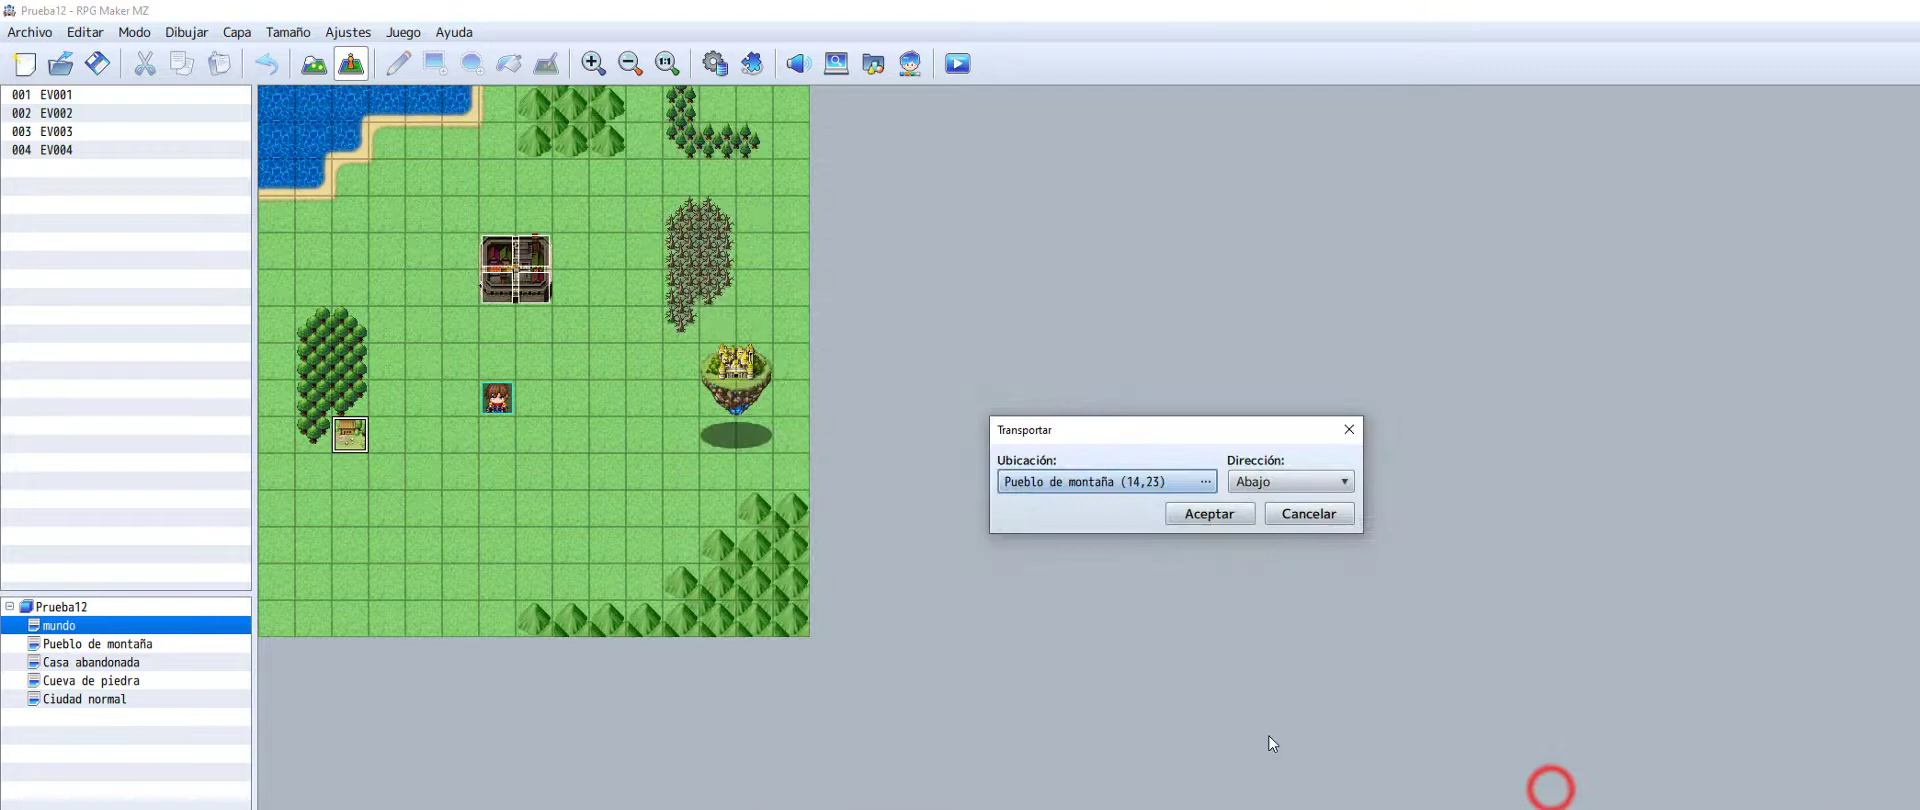 Prueba12 - RPG Maker MZ
Archivo Editar Modo Dibujar Capa Tamaño Ajustes Juego Ayuda
1:1
001 EV001
002 EV002
003 EV003
004 EV004
Transportar
Ubicación: Dirección:
Pueblo de montaña (14,23) ... Abajo
Aceptar Cancelar
Prueba12
mundo
Pueblo de montaña
Casa abandonada
Cueva de piedra
Ciudad normal